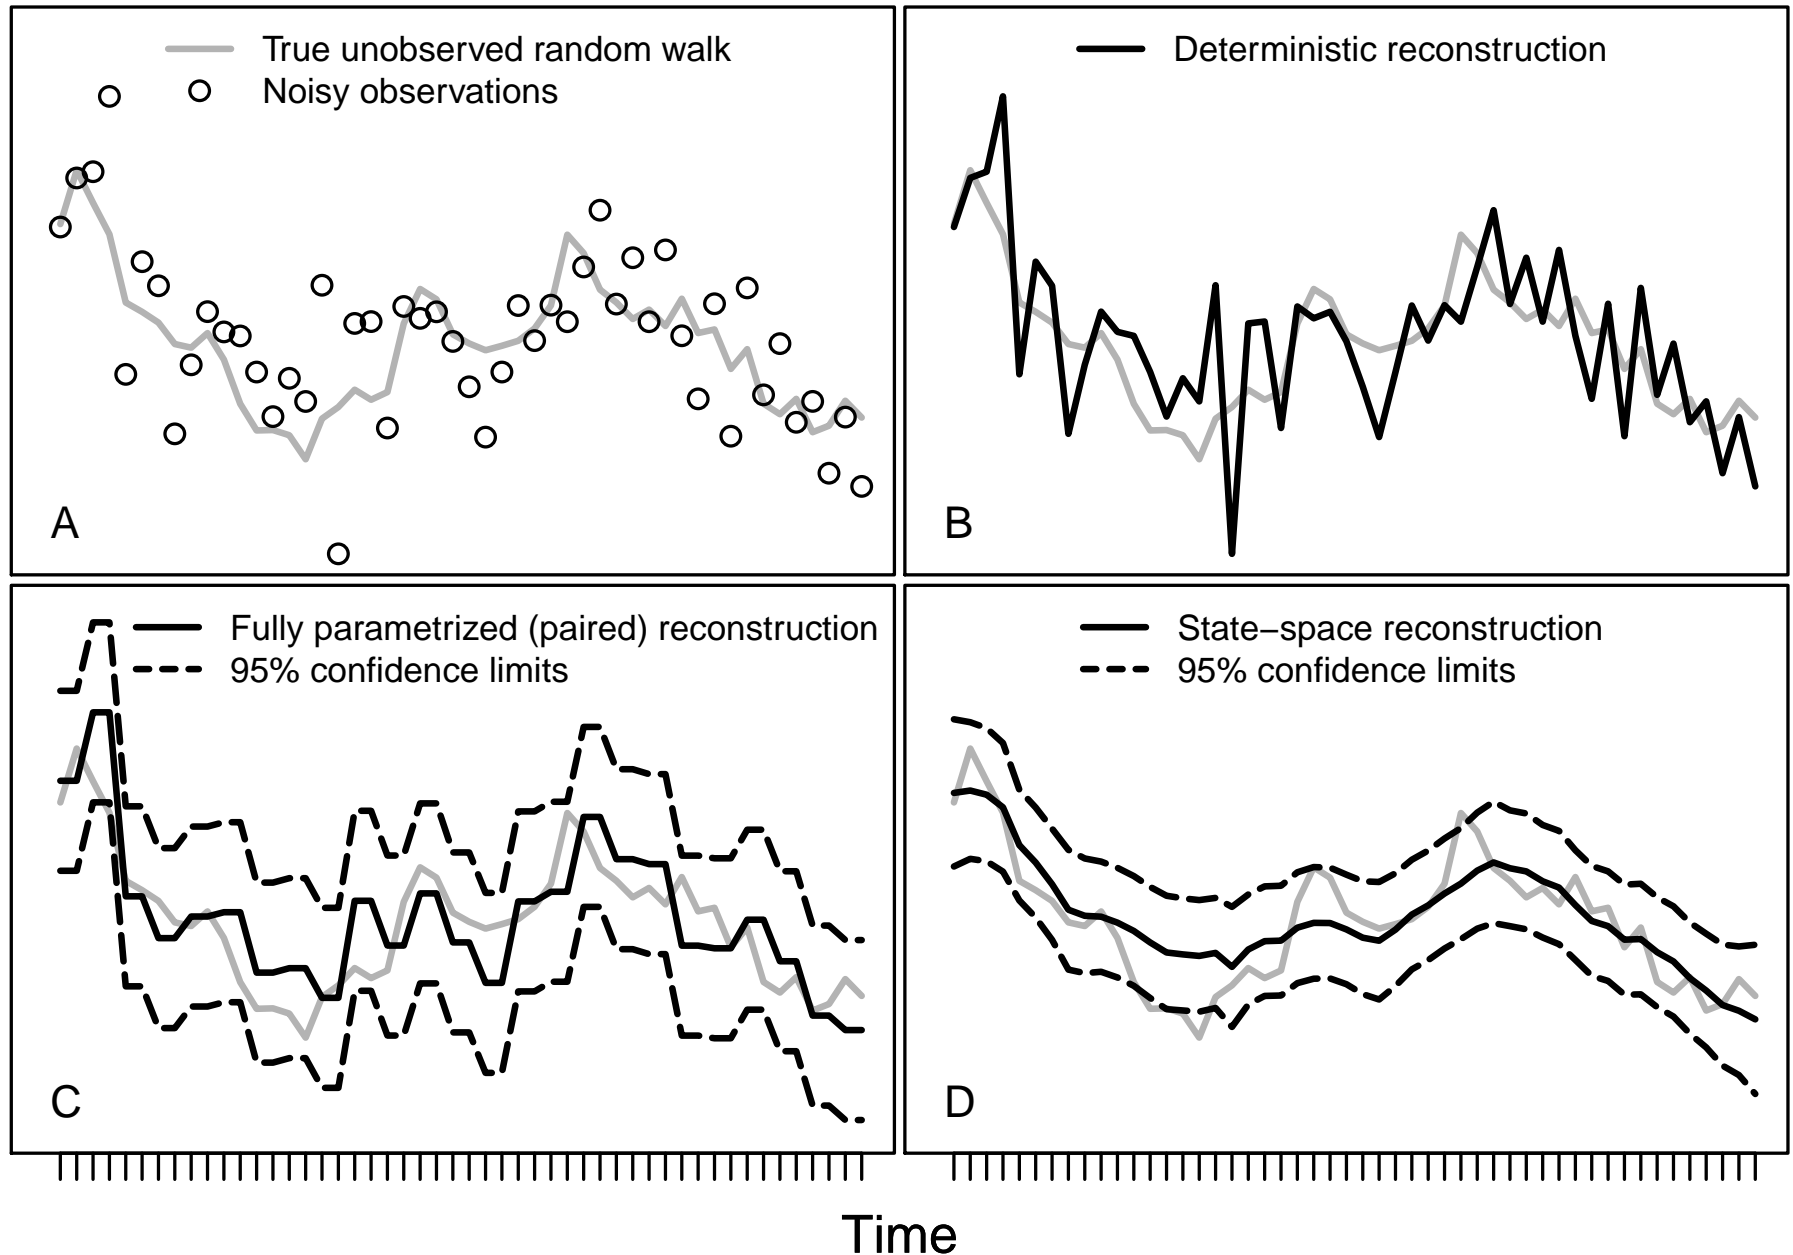 True unobserved random walk
Noisy observations
A
Deterministic reconstruction
B
Fully parametrized (paired) reconstruction
95% confidence limits
C
State−space reconstruction
95% confidence limits
D
Time